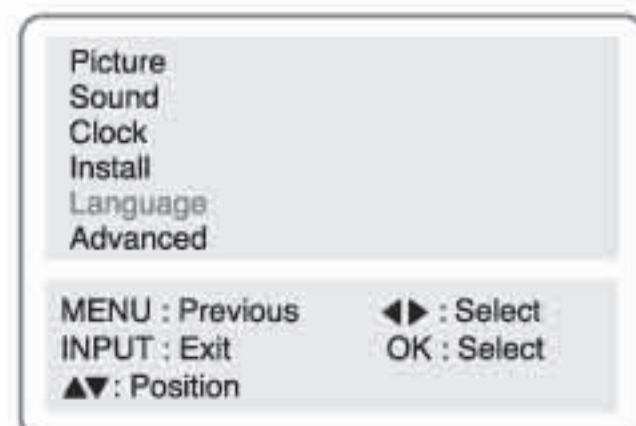 Picture
Sound
Clock
Install
Language
Advanced
MENU : Previous ◀▶ : Select
INPUT : Exit OK : Select
▲▼: Position